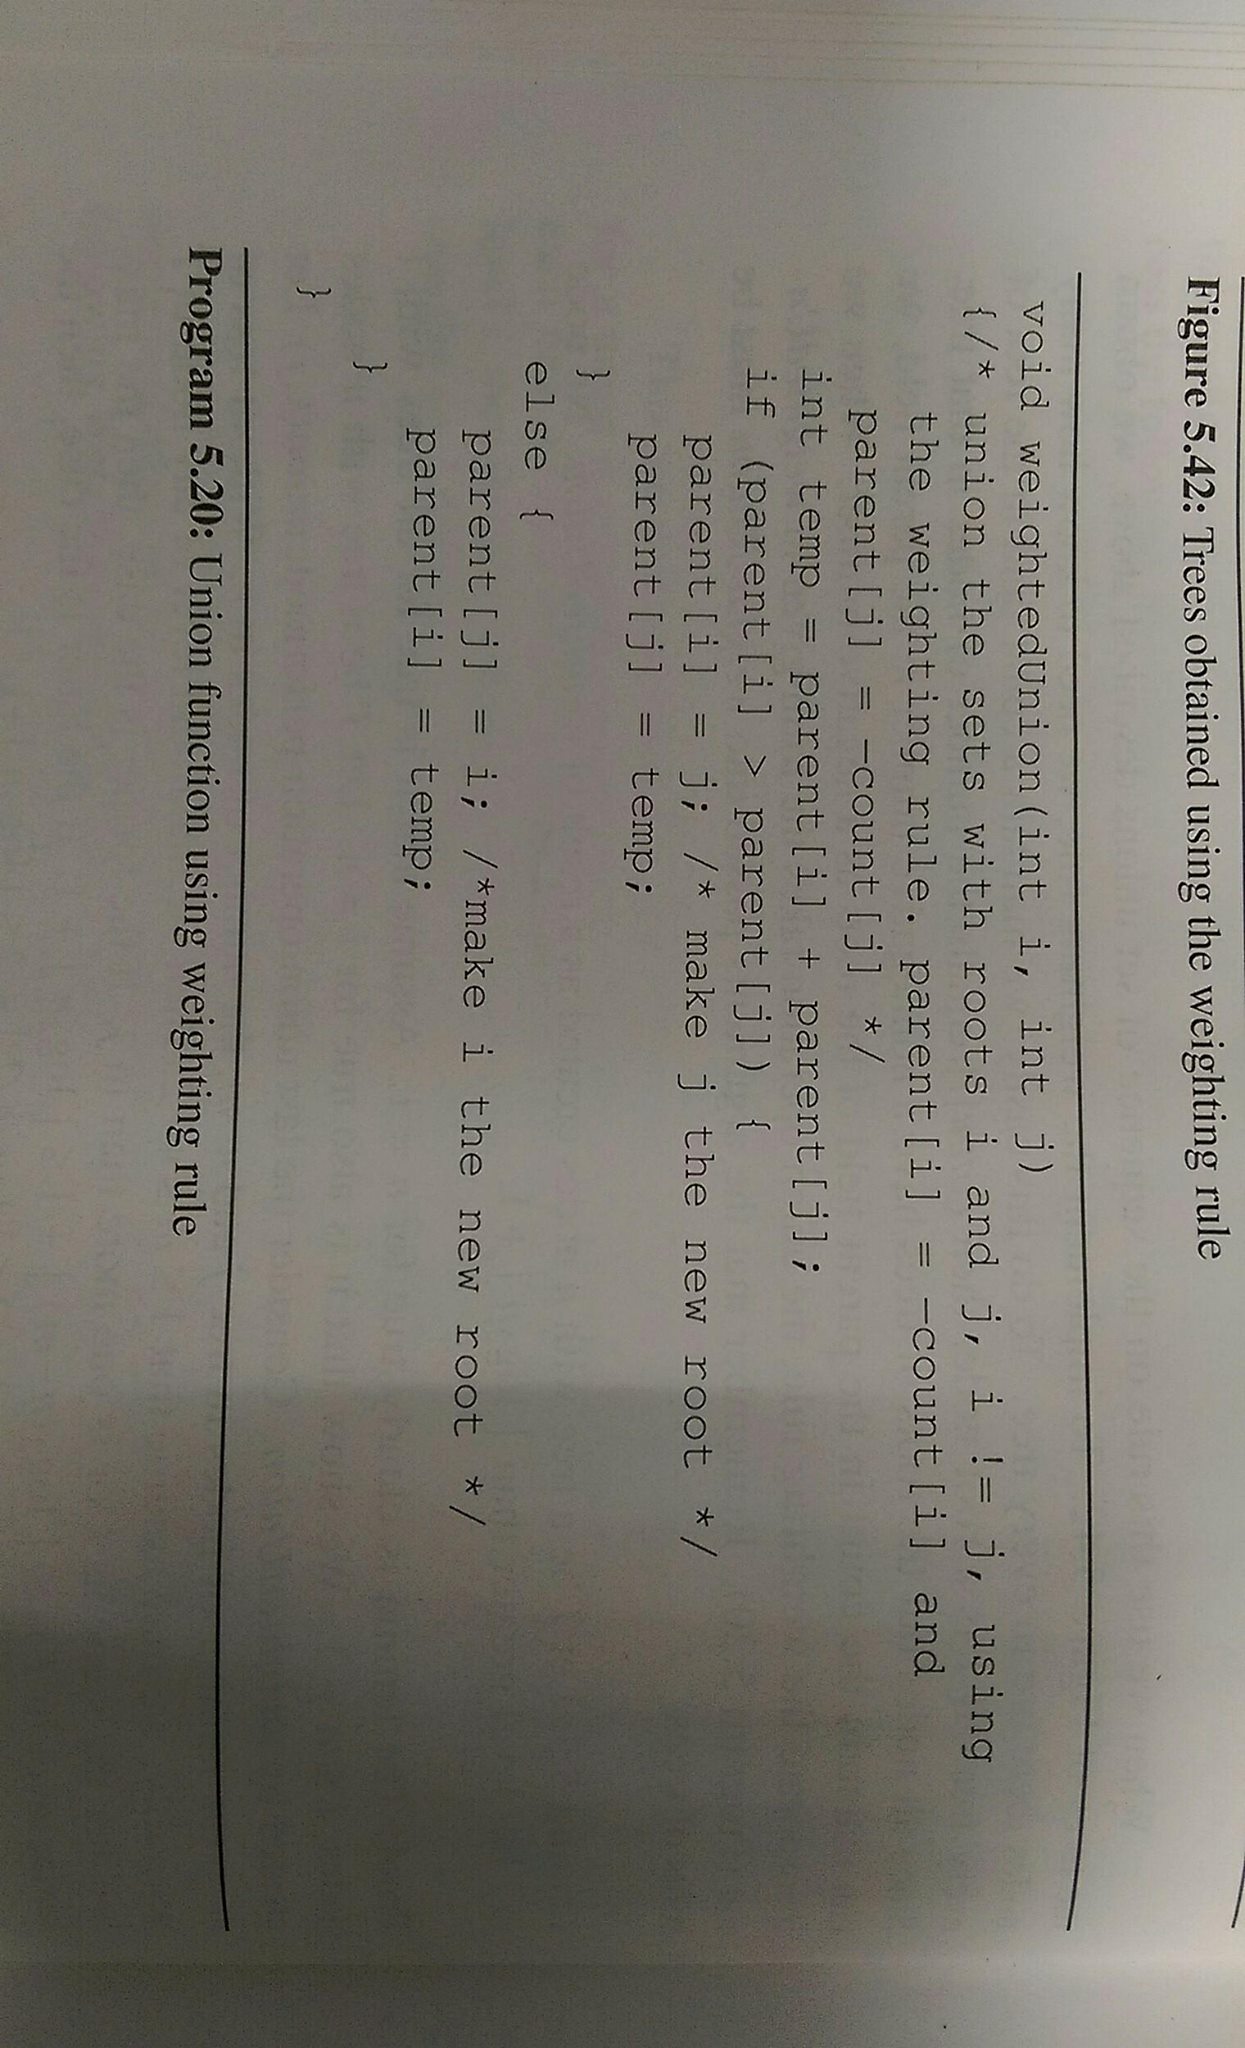 Figure 5.42: Trees obtained using the weighting rule
void weightedUnion(int i, int j)
{/* union the sets with roots i and j, i != j, using
the weighting rule. parent[i] = -count[i] and
parent[j] = -count[j] */
int temp = parent[i] + parent[j];
if (parent[i] > parent[j]) {
parent[i] = j; /* make j the new root */
parent[j] = temp;
}
else {
parent[j] = i; /*make i the new root */
parent[i] = temp;
}
}
Program 5.20: Union function using weighting rule